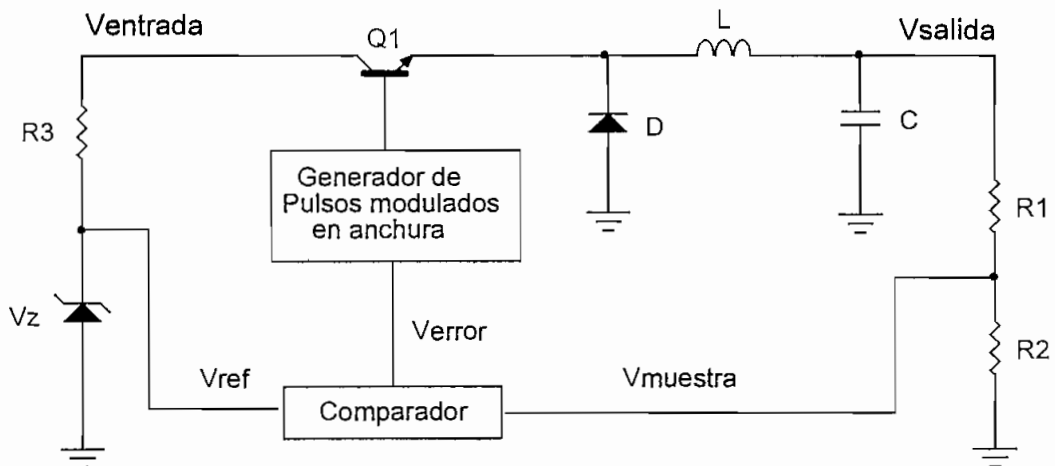 Ventrada
Q1
L
Vsalida
R3
D
C
Generador de
Pulsos modulados
en anchura
R1
Vz
Verror
R2
Vref
Vmuestra
Comparador